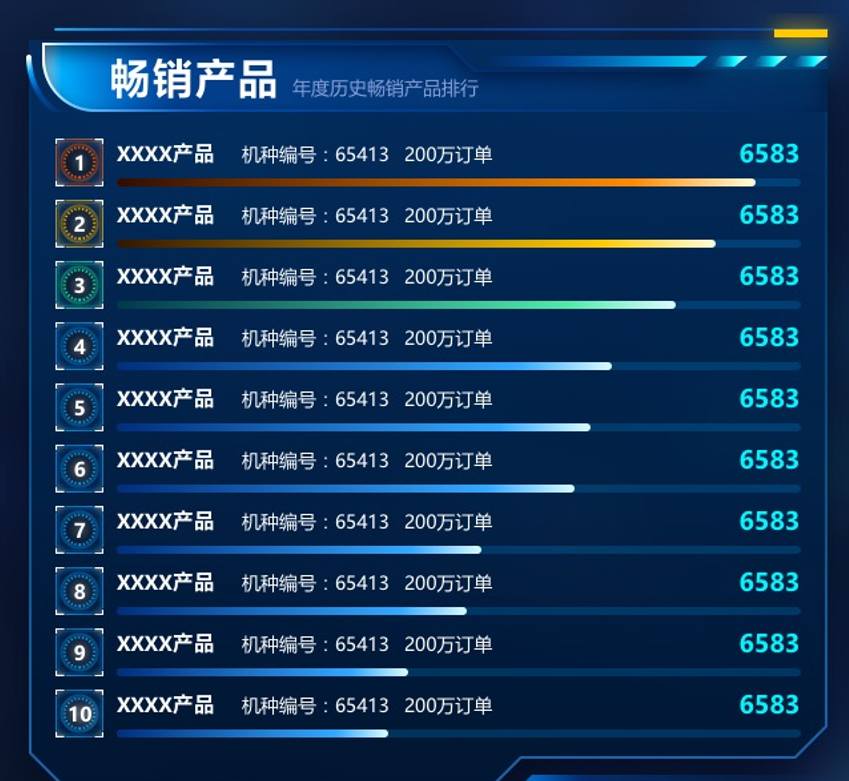 畅销产品 年度历史畅销产品排行
1 XXXX产品 机种编号：65413 200万订单 6583
2 XXXX产品 机种编号：65413 200万订单 6583
3 XXXX产品 机种编号：65413 200万订单 6583
4 XXXX产品 机种编号：65413 200万订单 6583
5 XXXX产品 机种编号：65413 200万订单 6583
6 XXXX产品 机种编号：65413 200万订单 6583
7 XXXX产品 机种编号：65413 200万订单 6583
8 XXXX产品 机种编号：65413 200万订单 6583
9 XXXX产品 机种编号：65413 200万订单 6583
10 XXXX产品 机种编号：65413 200万订单 6583